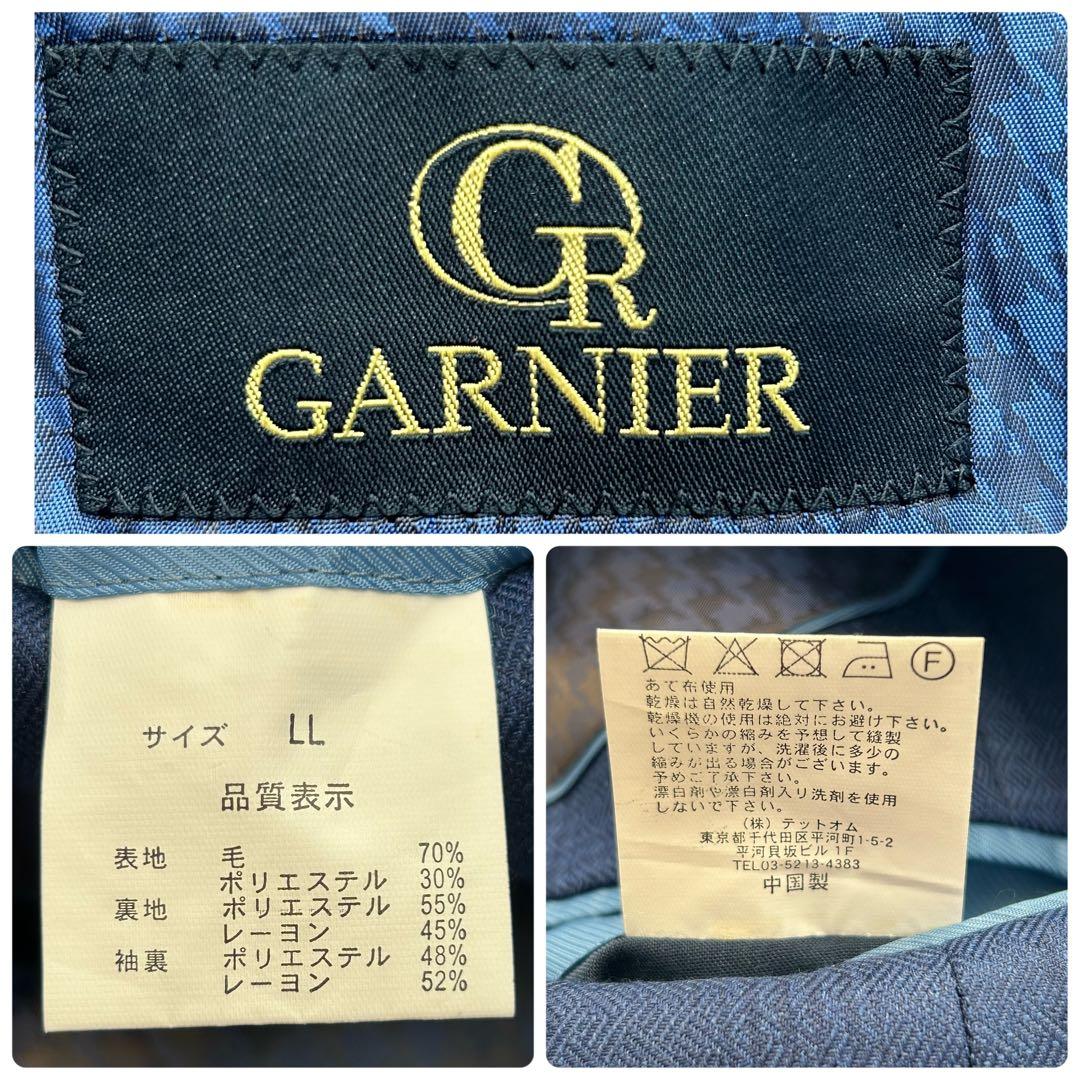 GR
GARNIER
サイズ LL
品質表示
表地 毛 70%
ポリエステル 30%
裏地 ポリエステル 55%
レーヨン 45%
袖裏 ポリエステル 48%
レーヨン 52%
F
あて布使用
乾燥は自然乾燥して下さい。
乾燥機の使用は絶対にお避け下さい。
いくらかの縮みを予想して縫製
していますが、洗濯後に多少の
縮みが出る場合がございます。
予めご了承下さい。
漂白剤や漂白剤入り洗剤を使用
しないで下さい。
(株)テットオム
東京都千代田区平河町1-5-2
平河貝坂ビル 1F
TEL03-5213-4383
中国製